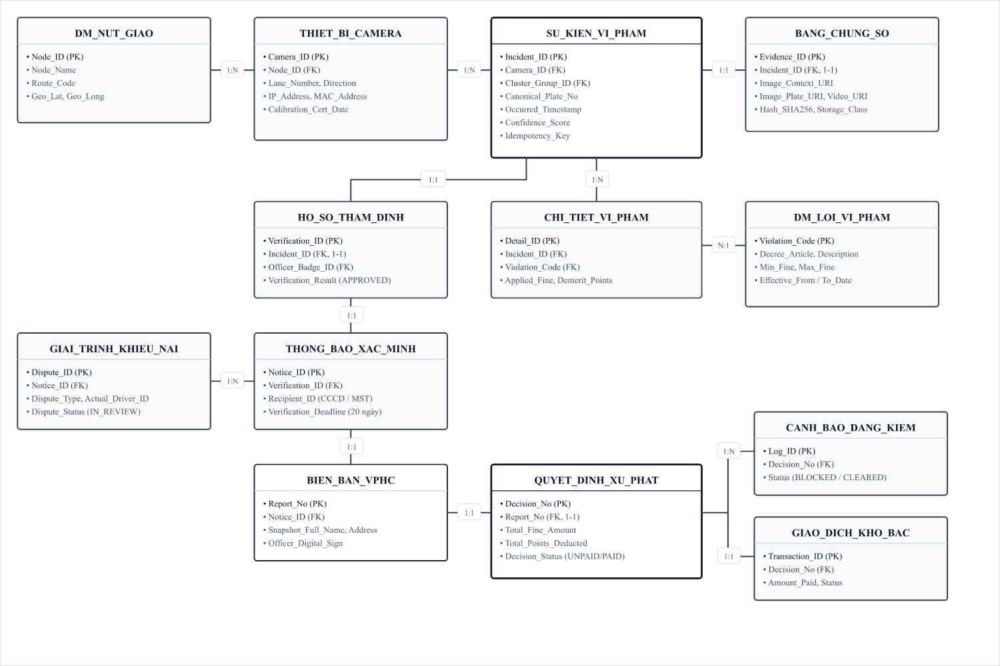 DM_NUT_GIAO
• Node_ID (PK)
• Node_Name
• Route_Code
• Geo_Lat, Geo_Long
1:N
THIET_BI_CAMERA
• Camera_ID (PK)
• Node_ID (FK)
• Lane_Number, Direction
• IP_Address, MAC_Address
• Calibration_Cert_Date
1:N
SU_KIEN_VI_PHAM
• Incident_ID (PK)
• Camera_ID (FK)
• Cluster_Group_ID (FK)
• Canonical_Plate_No
• Occurred_Timestamp
• Confidence_Score
• Idempotency_Key
1:1
BANG_CHUNG_SO
• Evidence_ID (PK)
• Incident_ID (FK, 1-1)
• Image_Context_URI
• Image_Plate_URI, Video_URI
• Hash_SHA256, Storage_Class
1:1
1:N
HO_SO_THAM_DINH
• Verification_ID (PK)
• Incident_ID (FK, 1-1)
• Officer_Badge_ID (FK)
• Verification_Result (APPROVED)
CHI_TIET_VI_PHAM
• Detail_ID (PK)
• Incident_ID (FK)
• Violation_Code (FK)
• Applied_Fine, Demerit_Points
N:1
DM_LOI_VI_PHAM
• Violation_Code (PK)
• Decree_Article, Description
• Min_Fine, Max_Fine
• Effective_From / To_Date
1:1
GIAI_TRINH_KHIEU_NAI
• Dispute_ID (PK)
• Notice_ID (FK)
• Dispute_Type, Actual_Driver_ID
• Dispute_Status (IN_REVIEW)
1:N
THONG_BAO_XAC_MINH
• Notice_ID (PK)
• Verification_ID (FK)
• Recipient_ID (CCCD / MST)
• Verification_Deadline (20 ngày)
1:1
BIEN_BAN_VPHC
• Report_No (PK)
• Notice_ID (FK)
• Snapshot_Full_Name, Address
• Officer_Digital_Sign
1:1
QUYET_DINH_XU_PHAT
• Decision_No (PK)
• Report_No (FK, 1-1)
• Total_Fine_Amount
• Total_Points_Deducted
• Decision_Status (UNPAID/PAID)
1:N
CANH_BAO_DANG_KIEM
• Log_ID (PK)
• Decision_No (FK)
• Status (BLOCKED / CLEARED)
1:1
GIAO_DICH_KHO_BAC
• Transaction_ID (PK)
• Decision_No (FK)
• Amount_Paid, Status